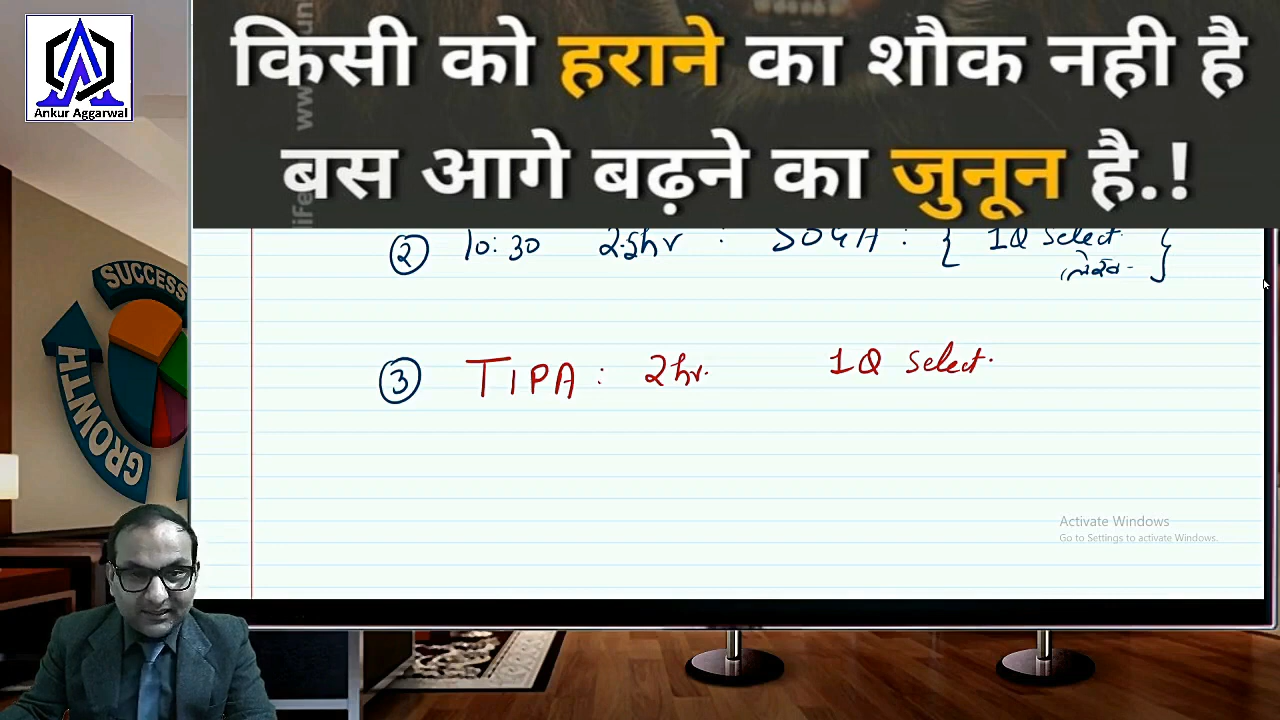 Ankur Aggarwal
किसी को हराने का शौक नही है
बस आगे बढ़ने का जुनून है.!
SUCCESS
GROWTH
② 10:30 2.5hr : SOGA : { 1Q Select. }
③ TIPA : 2hr. 1Q select.
Activate Windows
Go to Settings to activate Windows.